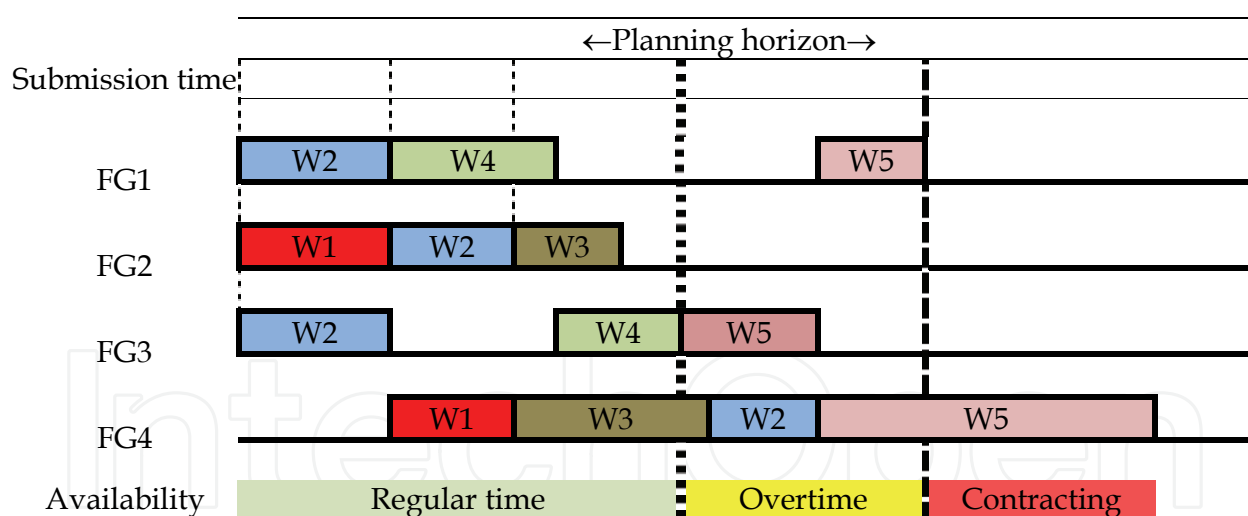 ←Planning horizon→
Submission time
W2 W4 W5
FG1
W1 W2 W3
FG2
W2 W4 W5
FG3
W1 W3 W2 W5
FG4
IntechOpen
Availability Regular time Overtime Contracting